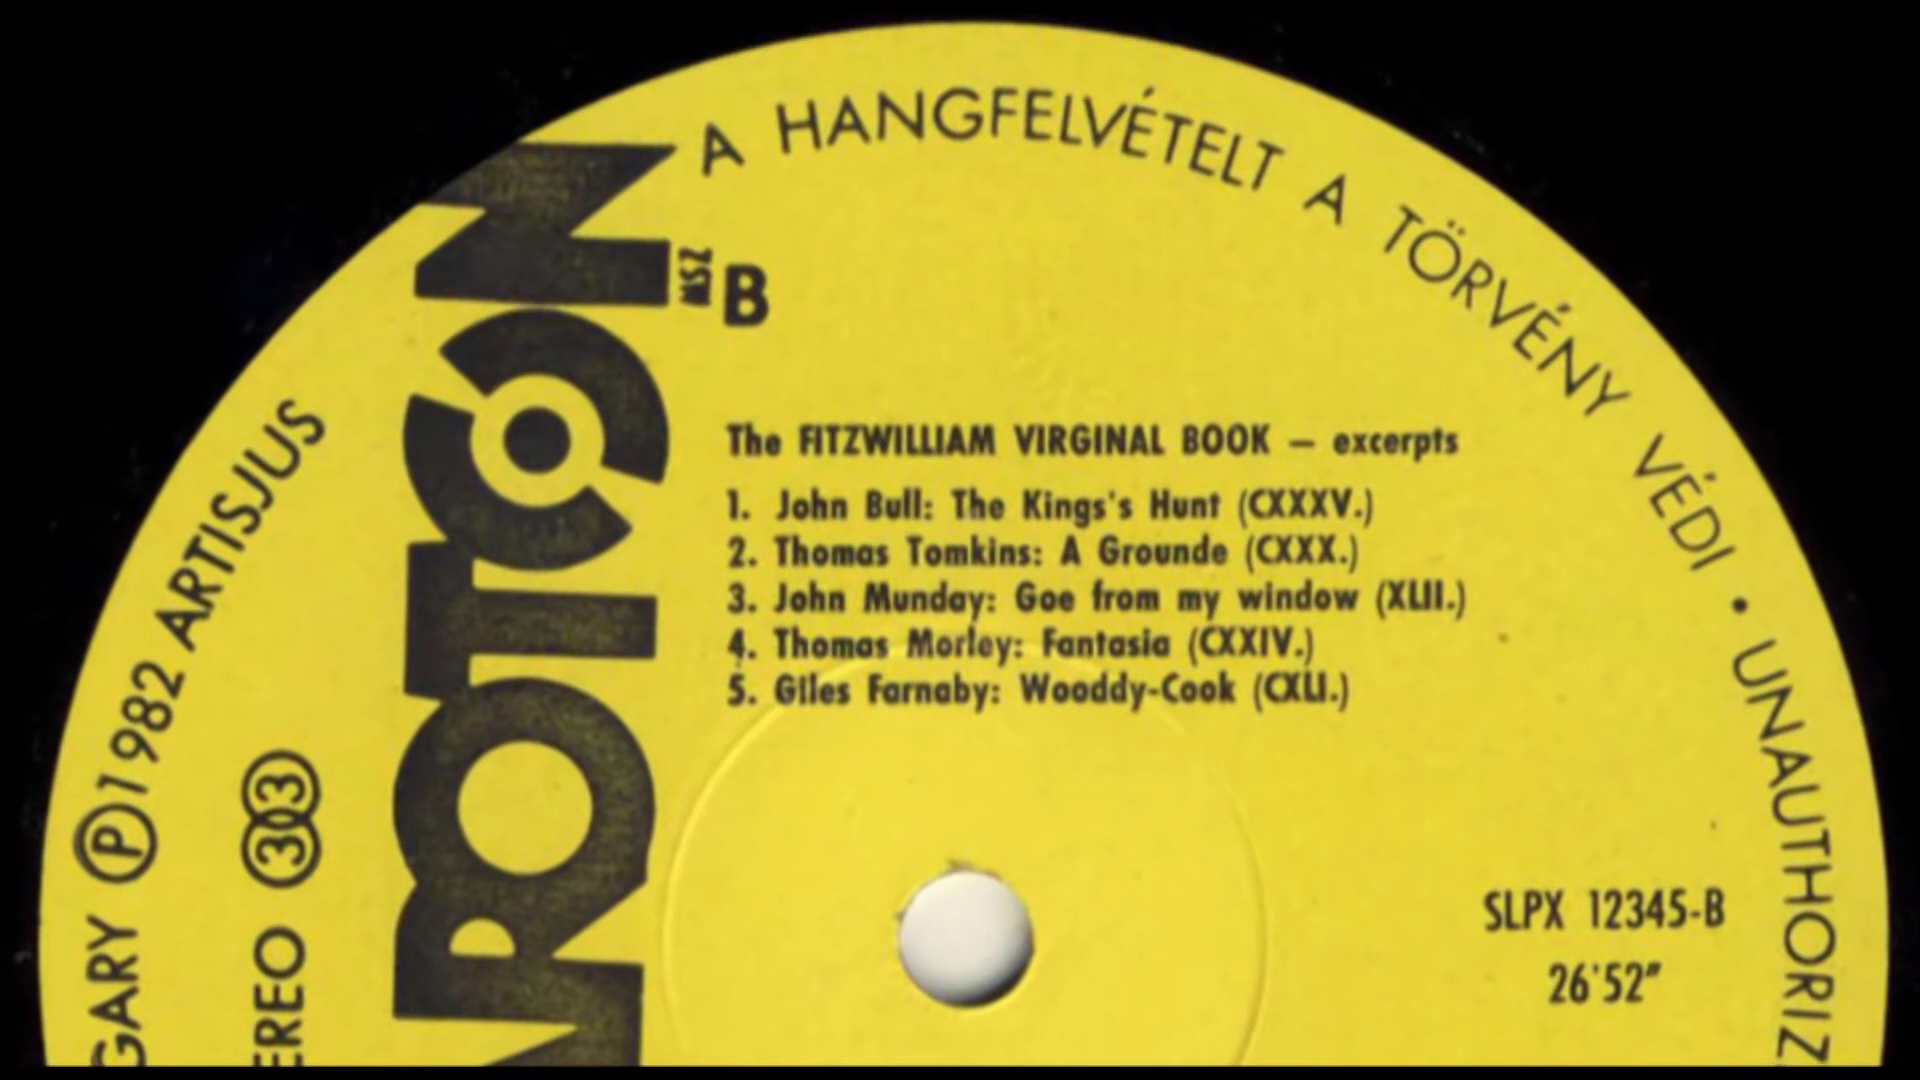 A HANGFELVÉTELT A TÖRVÉNY VÉDI • UNAUTHORIZ
GARY Ⓟ 1982 ARTISJUS
EREO 303
ROTON
MSZ
B
The FITZWILLIAM VIRGINAL BOOK – excerpts
1. John Bull: The Kings's Hunt (CXXXV.)
2. Thomas Tomkins: A Grounde (CXXX.)
3. John Munday: Goe from my window (XLII.)
4. Thomas Morley: Fantasia (CXXIV.)
5. Giles Farnaby: Wooddy-Cook (CXLI.)
SLPX 12345-B
26'52"